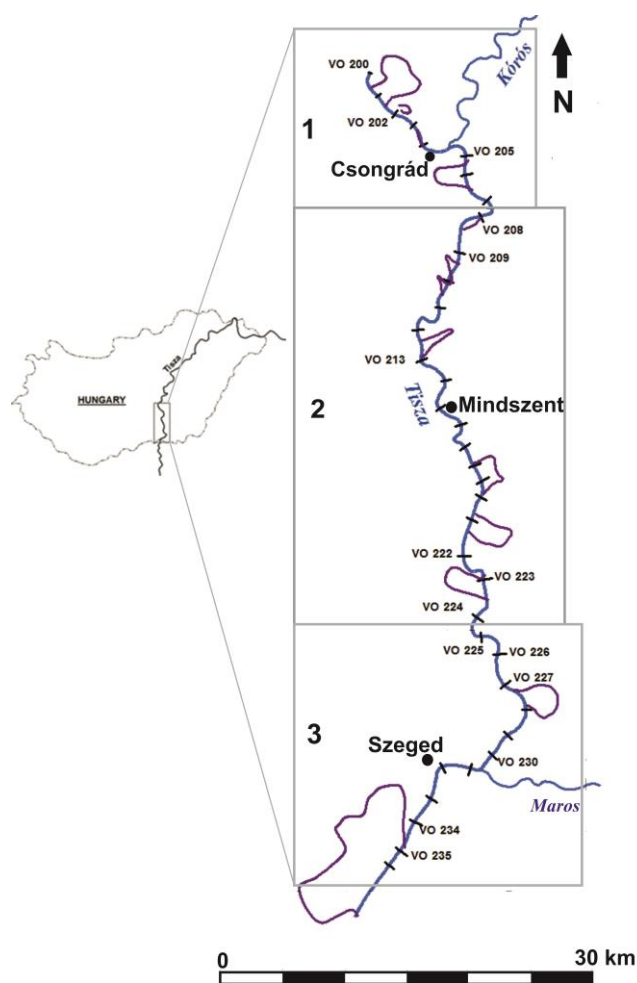 VO 200
VO 202
1
Körös
N
Csongrád
VO 205
VO 208
VO 209
Tisza
HUNGARY
VO 213
2
Tisza
Mindszent
VO 222
VO 223
VO 224
VO 225
VO 226
VO 227
3
Szeged
VO 230
Maros
VO 234
VO 235
0
30 km